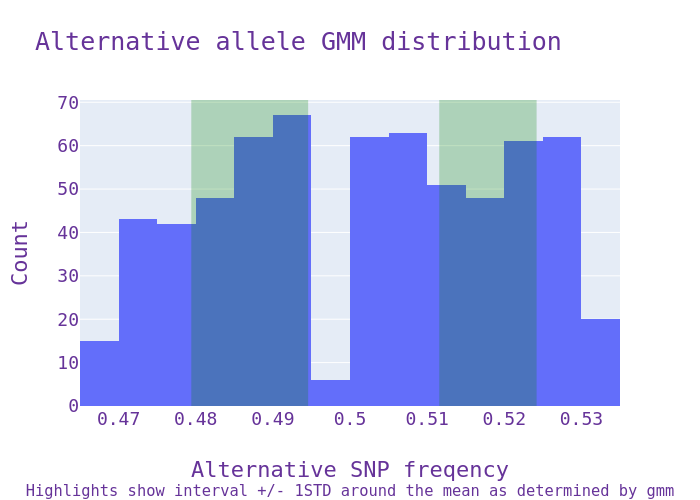 Alternative allele GMM distribution
70
60
50
40
30
20
10
0
Count
0.47 0.48 0.49 0.5 0.51 0.52 0.53
Alternative SNP freqency
Highlights show interval +/- 1STD around the mean as determined by gmm